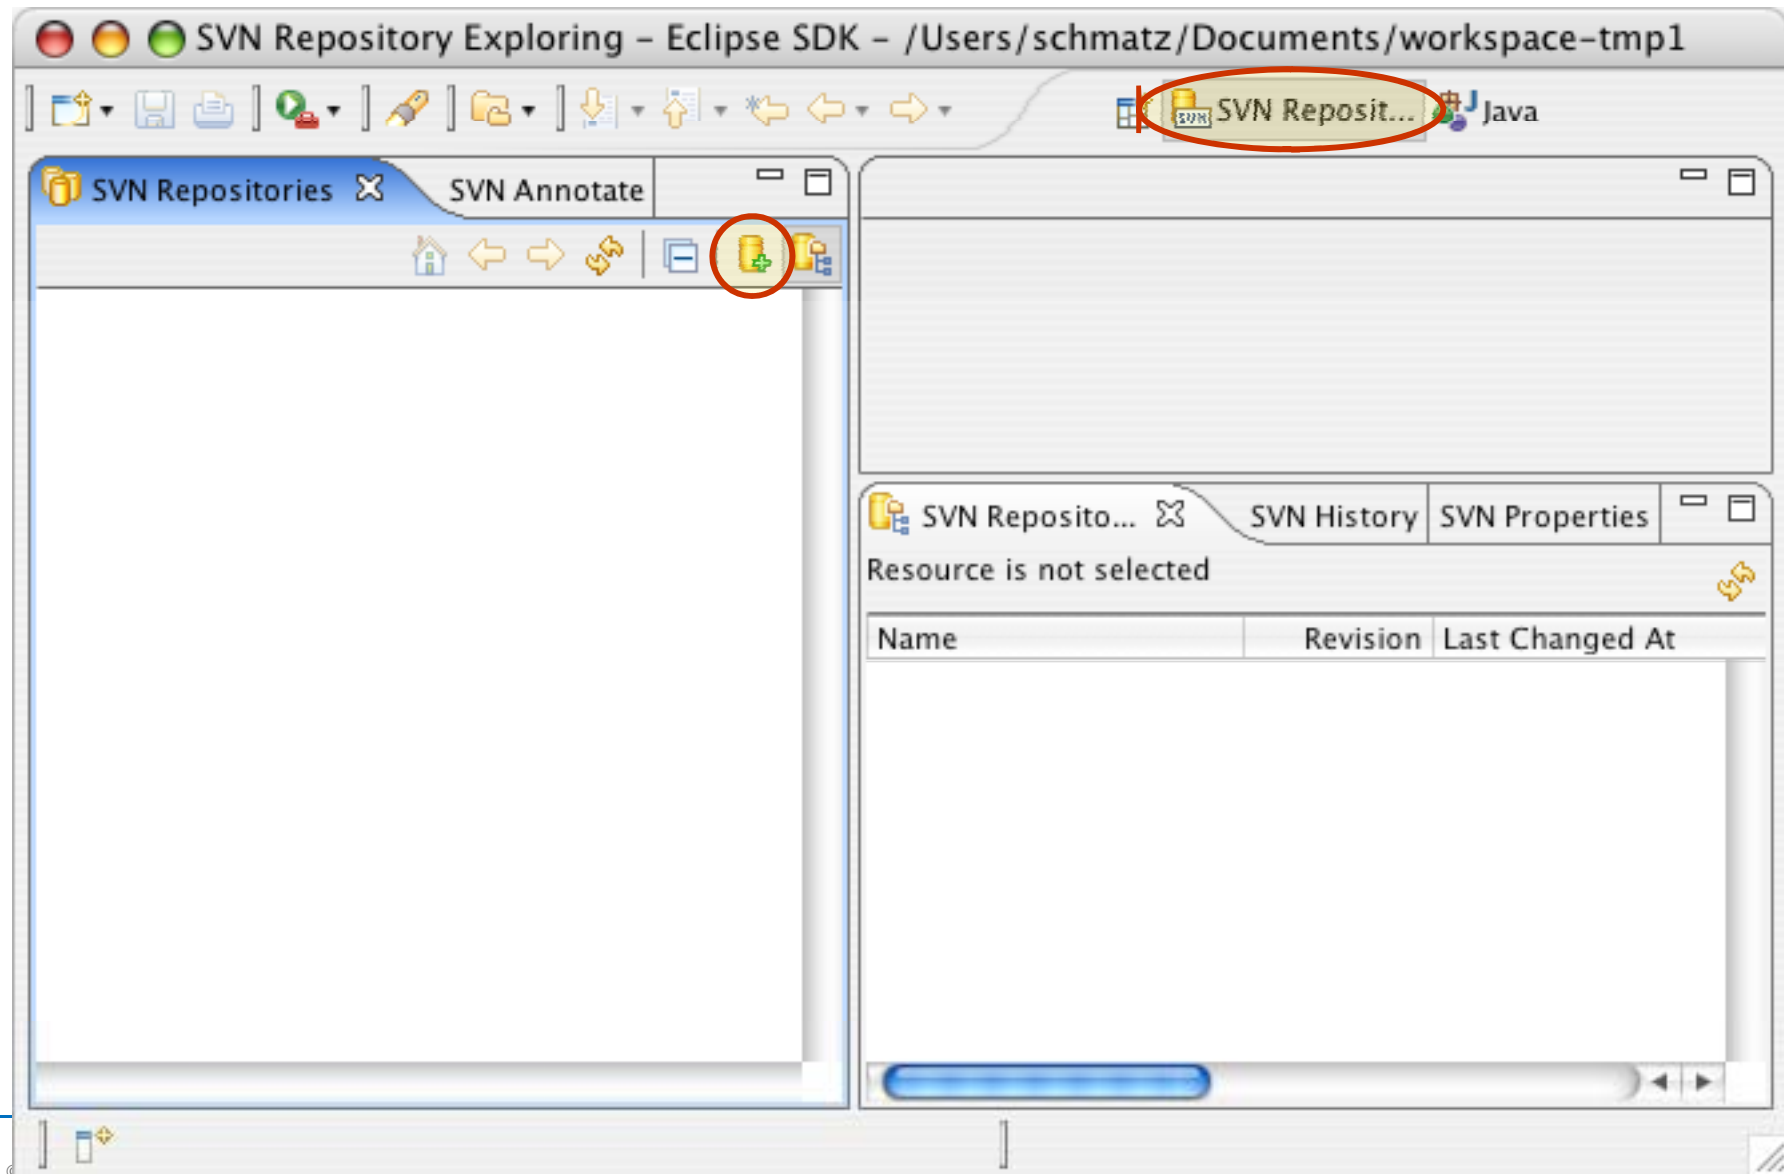 SVN Repository Exploring – Eclipse SDK – /Users/schmatz/Documents/workspace-tmp1
SVN SVN Reposit... Java
SVN Repositories SVN Annotate
SVN Reposito... SVN History SVN Properties
Resource is not selected
Name Revision Last Changed At
©